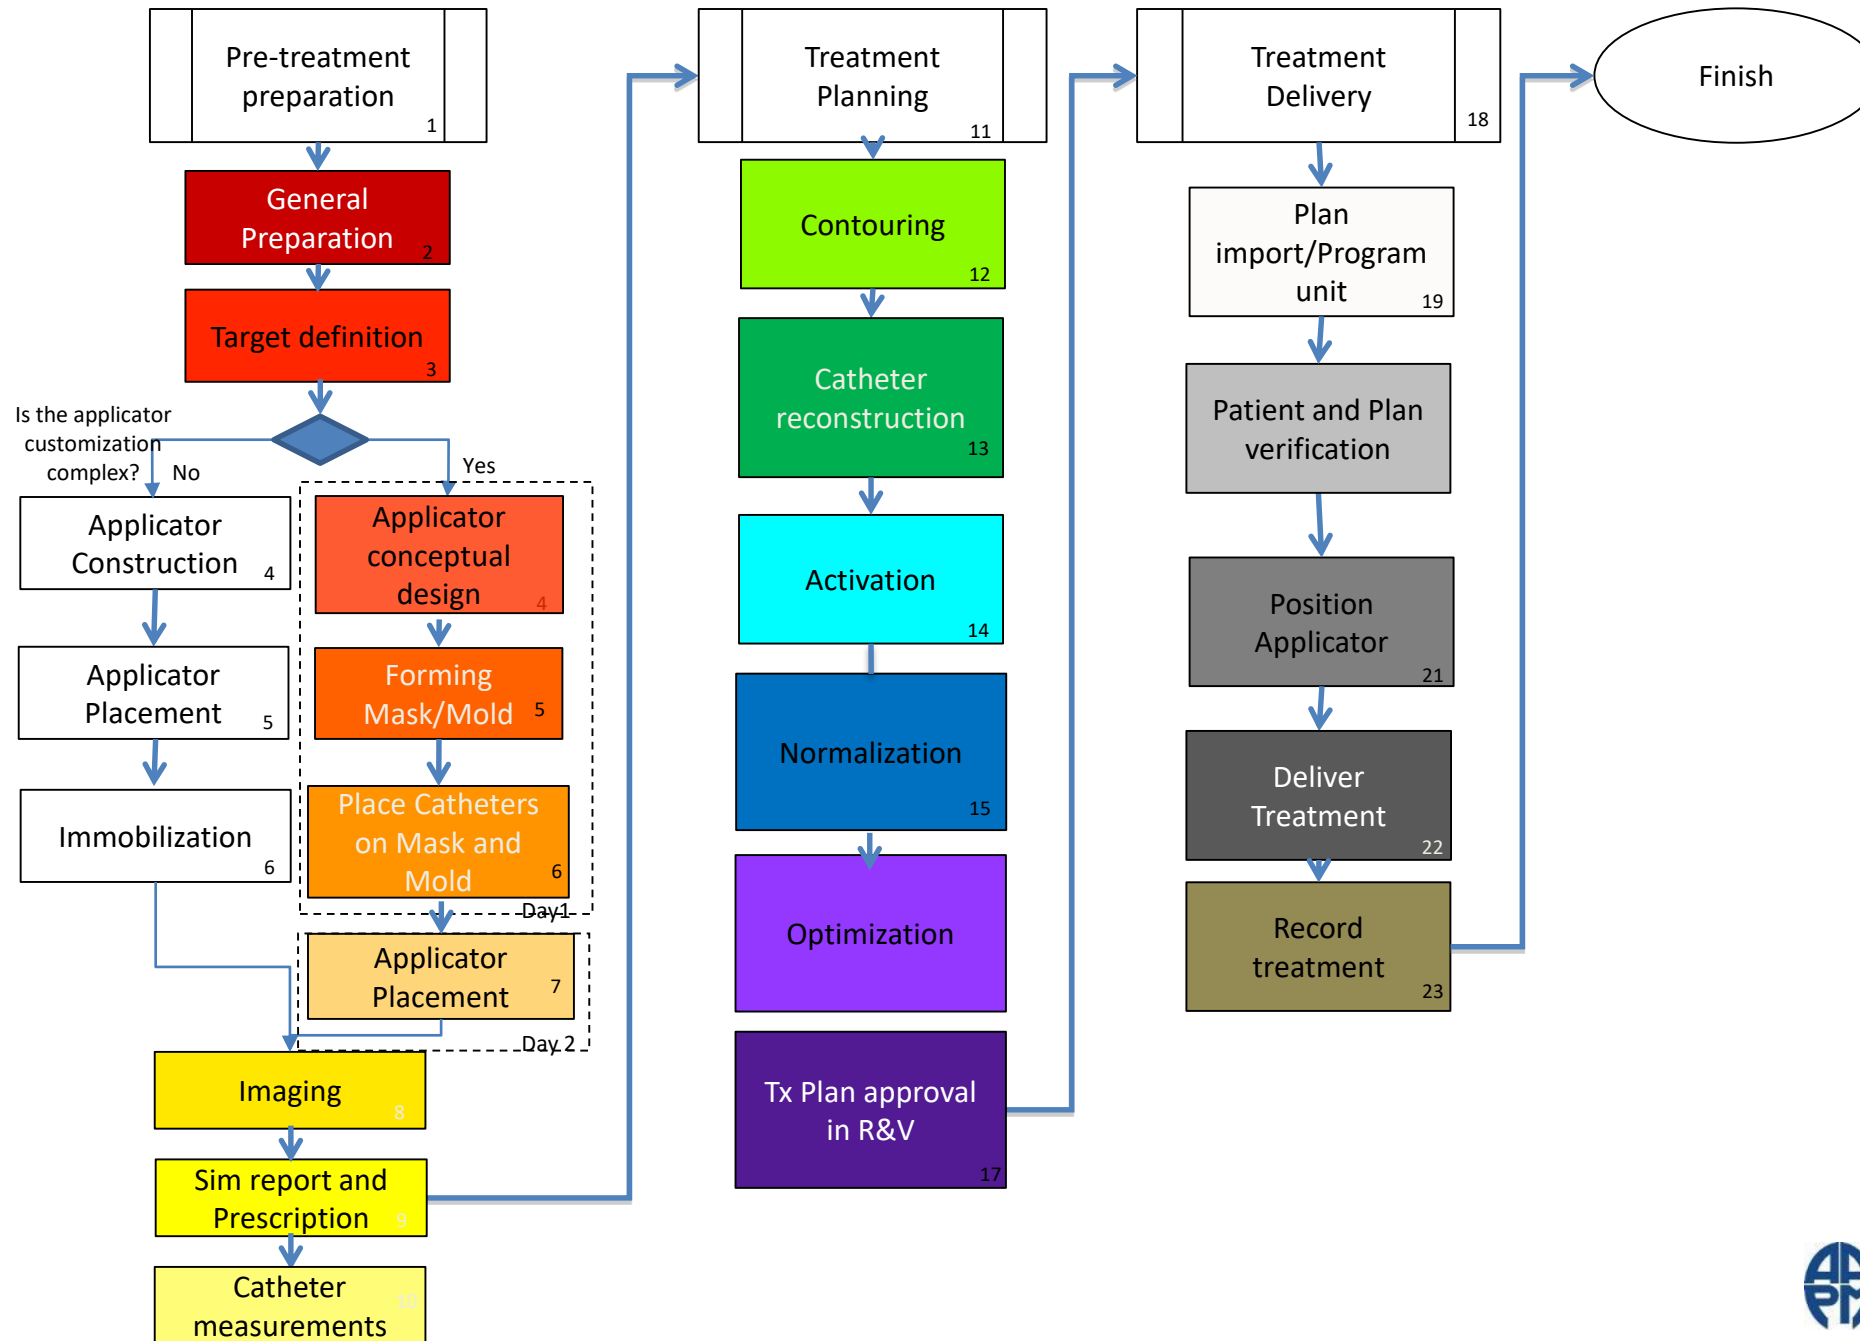 Pre-treatment
preparation
1
General
Preparation
2
Target definition
3
Is the applicator
customization
complex?
No
Yes
Applicator
Construction
4
Applicator
Placement
5
Immobilization
6
Applicator
conceptual
design
4
Forming
Mask/Mold
5
Place Catheters
on Mask and
Mold
6
Day1
Applicator
Placement
7
Day 2
Imaging
8
Sim report and
Prescription
9
Catheter
measurements
10
Treatment
Planning
11
Contouring
12
Catheter
reconstruction
13
Activation
14
Normalization
15
Optimization
Tx Plan approval
in R&V
17
Treatment
Delivery
18
Plan
import/Program
unit
19
Patient and Plan
verification
Position
Applicator
21
Deliver
Treatment
22
Record
treatment
23
Finish
AA
PM